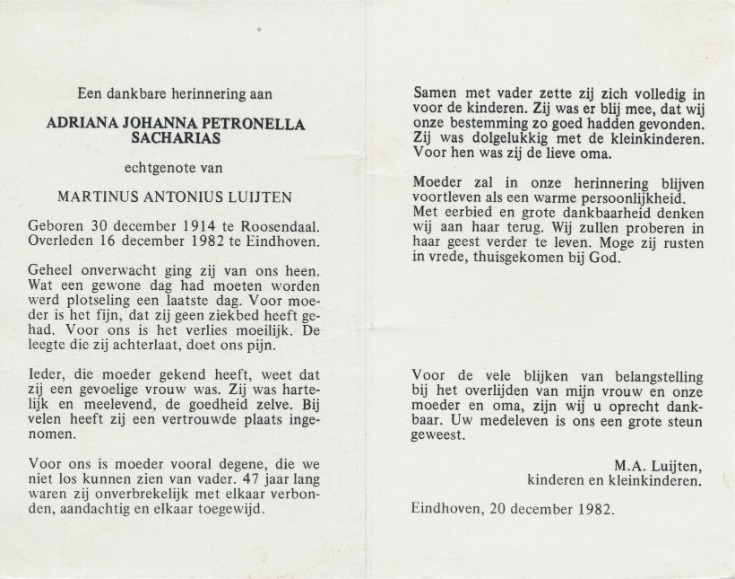 Een dankbare herinnering aan
ADRIANA JOHANNA PETRONELLA
SACHARIAS
echtgenote van
MARTINUS ANTONIUS LUIJTEN
Geboren 30 december 1914 te Roosendaal.
Overleden 16 december 1982 te Eindhoven.
Geheel onverwacht ging zij van ons heen.
Wat een gewone dag had moeten worden
werd plotseling een laatste dag. Voor moe-
der is het fijn, dat zij geen ziekbed heeft ge-
had. Voor ons is het verlies moeilijk. De
leegte die zij achterlaat, doet ons pijn.
Ieder, die moeder gekend heeft, weet dat
zij een gevoelige vrouw was. Zij was harte-
lijk en meelevend, de goedheid zelve. Bij
velen heeft zij een vertrouwde plaats inge-
nomen.
Voor ons is moeder vooral degene, die we
niet los kunnen zien van vader. 47 jaar lang
waren zij onverbrekelijk met elkaar verbon-
den, aandachtig en elkaar toegewijd.
Samen met vader zette zij zich volledig in
voor de kinderen. Zij was er blij mee, dat wij
onze bestemming zo goed hadden gevonden.
Zij was dolgelukkig met de kleinkinderen.
Voor hen was zij de lieve oma.
Moeder zal in onze herinnering blijven
voortleven als een warme persoonlijkheid.
Met eerbied en grote dankbaarheid denken
wij aan haar terug. Wij zullen proberen in
haar geest verder te leven. Moge zij rusten
in vrede, thuisgekomen bij God.
Voor de vele blijken van belangstelling
bij het overlijden van mijn vrouw en onze
moeder en oma, zijn wij u oprecht dank-
baar. Uw medeleven is ons een grote steun
geweest.
M.A. Luijten,
kinderen en kleinkinderen.
Eindhoven, 20 december 1982.